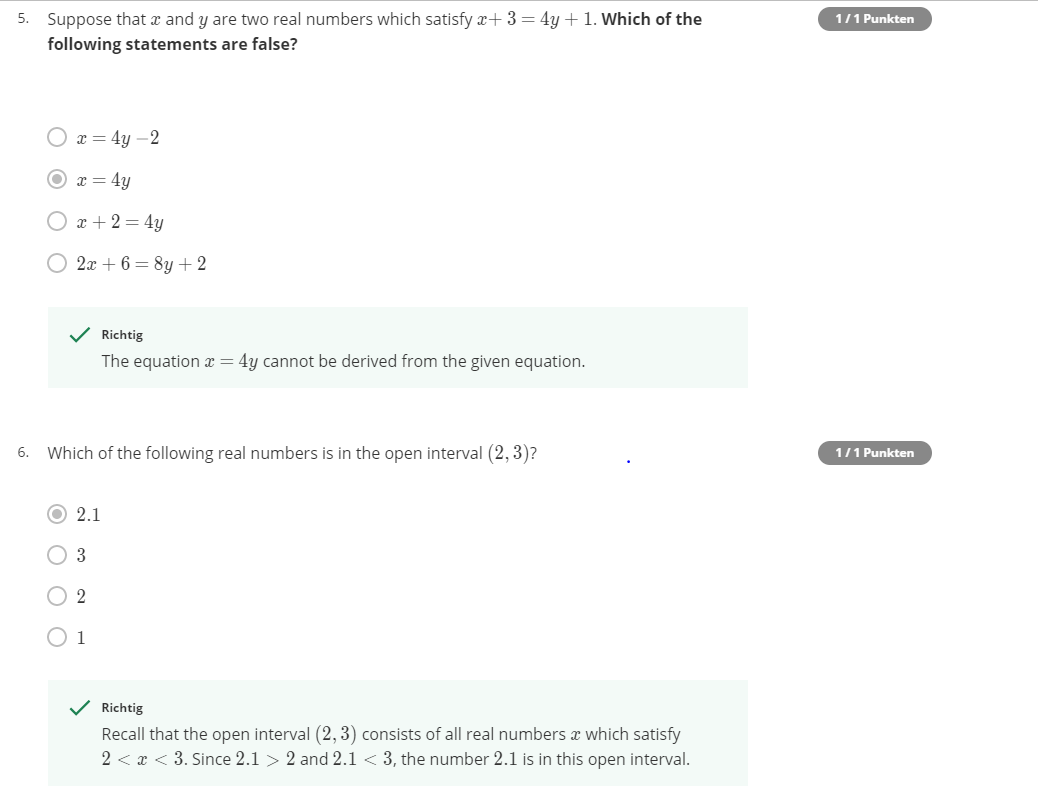 5. Suppose that x and y are two real numbers which satisfy x+ 3 = 4y + 1. Which of the 1 / 1 Punkten
following statements are false?
x = 4y −2
x = 4y
x + 2 = 4y
2x + 6 = 8y + 2
Richtig
The equation x = 4y cannot be derived from the given equation.
6. Which of the following real numbers is in the open interval (2, 3)? 1 / 1 Punkten
2.1
3
2
1
Richtig
Recall that the open interval (2, 3) consists of all real numbers x which satisfy
2 < x < 3. Since 2.1 > 2 and 2.1 < 3, the number 2.1 is in this open interval.